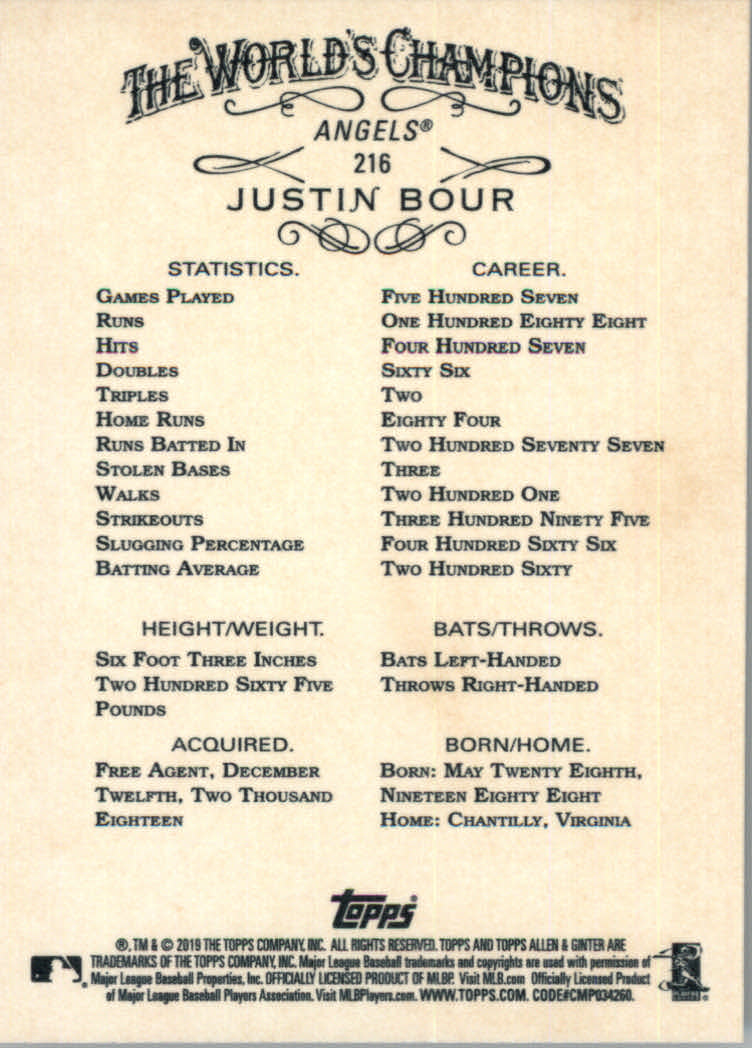 THE WORLD'S CHAMPIONS
ANGELS®
216
JUSTIN BOUR
STATISTICS. CAREER.
GAMES PLAYED FIVE HUNDRED SEVEN
RUNS ONE HUNDRED EIGHTY EIGHT
HITS FOUR HUNDRED SEVEN
DOUBLES SIXTY SIX
TRIPLES TWO
HOME RUNS EIGHTY FOUR
RUNS BATTED IN TWO HUNDRED SEVENTY SEVEN
STOLEN BASES THREE
WALKS TWO HUNDRED ONE
STRIKEOUTS THREE HUNDRED NINETY FIVE
SLUGGING PERCENTAGE FOUR HUNDRED SIXTY SIX
BATTING AVERAGE TWO HUNDRED SIXTY
HEIGHT/WEIGHT.
SIX FOOT THREE INCHES
TWO HUNDRED SIXTY FIVE
POUNDS
BATS/THROWS.
BATS LEFT-HANDED
THROWS RIGHT-HANDED
ACQUIRED.
FREE AGENT, DECEMBER
TWELFTH, TWO THOUSAND
EIGHTEEN
BORN/HOME.
BORN: MAY TWENTY EIGHTH,
NINETEEN EIGHTY EIGHT
HOME: CHANTILLY, VIRGINIA
Topps
®, TM & © 2019 THE TOPPS COMPANY, INC. ALL RIGHTS RESERVED. TOPPS AND TOPPS ALLEN & GINTER ARE
TRADEMARKS OF THE TOPPS COMPANY, INC. Major League Baseball trademarks and copyrights are used with permission of
Major League Baseball Properties, Inc. OFFICIALLY LICENSED PRODUCT OF MLBP. Visit MLB.com Officially Licensed Product
of Major League Baseball Players Association. Visit MLBPlayers.com. WWW.TOPPS.COM. CODE#CMP034260.